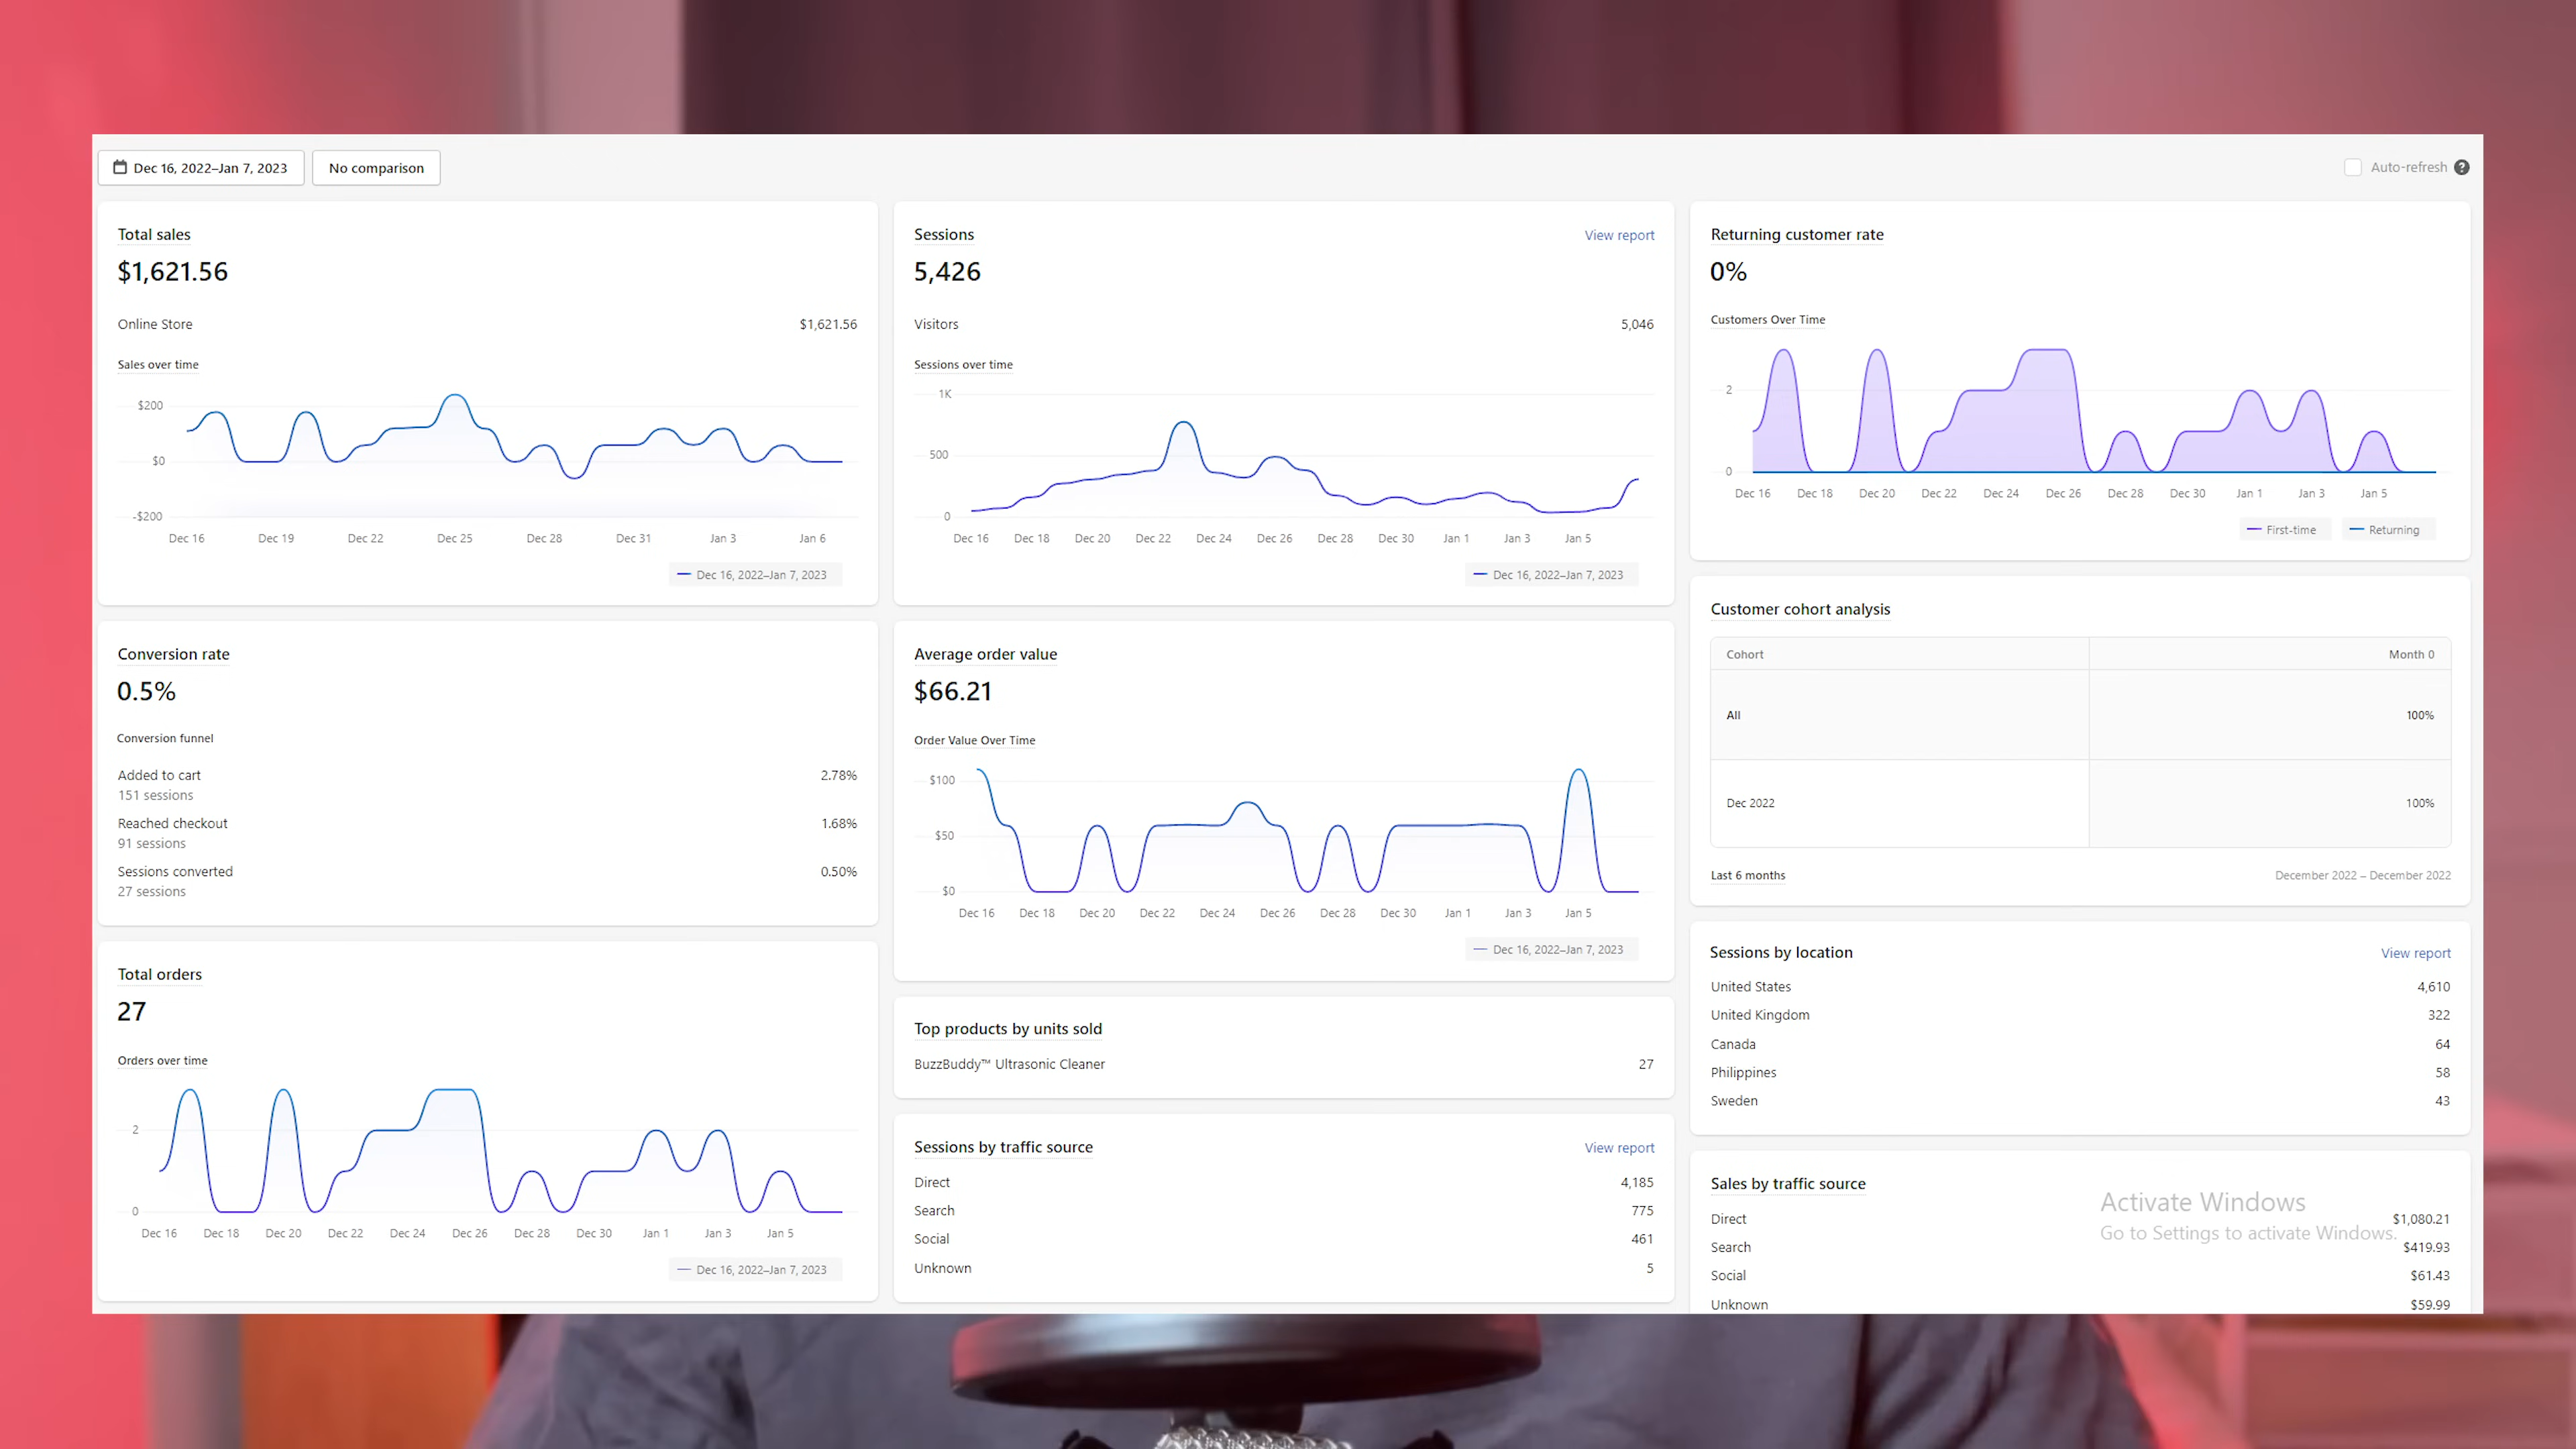 Dec 16, 2022–Jan 7, 2023
No comparison
Auto-refresh
Total sales
$1,621.56
Online Store $1,621.56
Sales over time
$200
$0
-$200
Dec 16 Dec 19 Dec 22 Dec 25 Dec 28 Dec 31 Jan 3 Jan 6
Dec 16, 2022–Jan 7, 2023
Conversion rate
0.5%
Conversion funnel
Added to cart 2.78%
151 sessions
Reached checkout 1.68%
91 sessions
Sessions converted 0.50%
27 sessions
Total orders
27
Orders over time
2
0
Dec 16 Dec 18 Dec 20 Dec 22 Dec 24 Dec 26 Dec 28 Dec 30 Jan 1 Jan 3 Jan 5
Dec 16, 2022–Jan 7, 2023
Sessions View report
5,426
Visitors 5,046
Sessions over time
1K
500
0
Dec 16 Dec 18 Dec 20 Dec 22 Dec 24 Dec 26 Dec 28 Dec 30 Jan 1 Jan 3 Jan 5
Dec 16, 2022–Jan 7, 2023
Average order value
$66.21
Order Value Over Time
$100
$50
$0
Dec 16 Dec 18 Dec 20 Dec 22 Dec 24 Dec 26 Dec 28 Dec 30 Jan 1 Jan 3 Jan 5
Dec 16, 2022–Jan 7, 2023
Top products by units sold
BuzzBuddy™ Ultrasonic Cleaner 27
Sessions by traffic source View report
Direct 4,185
Search 775
Social 461
Unknown 5
Returning customer rate
0%
Customers Over Time
2
0
Dec 16 Dec 18 Dec 20 Dec 22 Dec 24 Dec 26 Dec 28 Dec 30 Jan 1 Jan 3 Jan 5
First-time Returning
Customer cohort analysis
Cohort Month 0
All 100%
Dec 2022 100%
Last 6 months December 2022 – December 2022
Sessions by location View report
United States 4,610
United Kingdom 322
Canada 64
Philippines 58
Sweden 43
Sales by traffic source
Direct $1,080.21
Search $419.93
Social $61.43
Unknown $59.99
Activate Windows
Go to Settings to activate Windows.